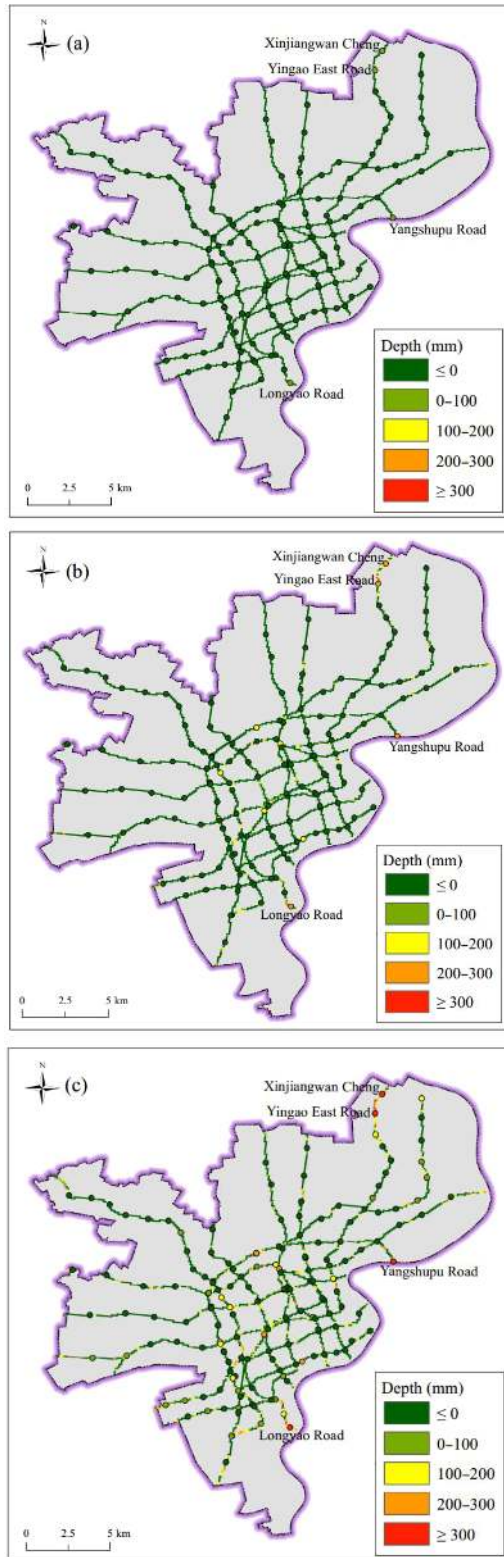 N
(a)
Xinjiangwan Cheng
Yingao East Road
Yangshupu Road
Longyao Road
Depth (mm)
≤ 0
0–100
100–200
200–300
≥ 300
0 2.5 5 km
N
(b)
Xinjiangwan Cheng
Yingao East Road
Yangshupu Road
Longyao Road
Depth (mm)
≤ 0
0–100
100–200
200–300
≥ 300
0 2.5 5 km
N
(c)
Xinjiangwan Cheng
Yingao East Road
Yangshupu Road
Longyao Road
Depth (mm)
≤ 0
0–100
100–200
200–300
≥ 300
0 2.5 5 km